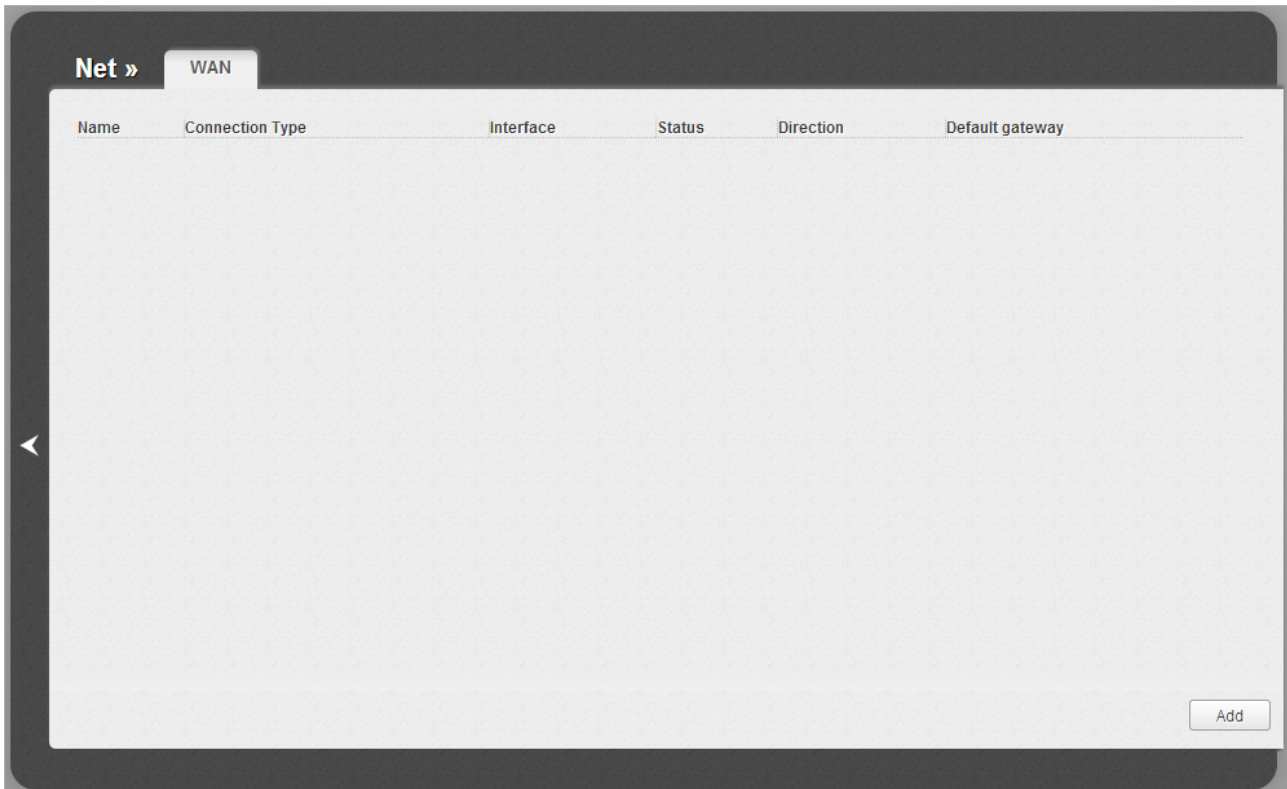 Net » WAN
Name Connection Type Interface Status Direction Default gateway
Add